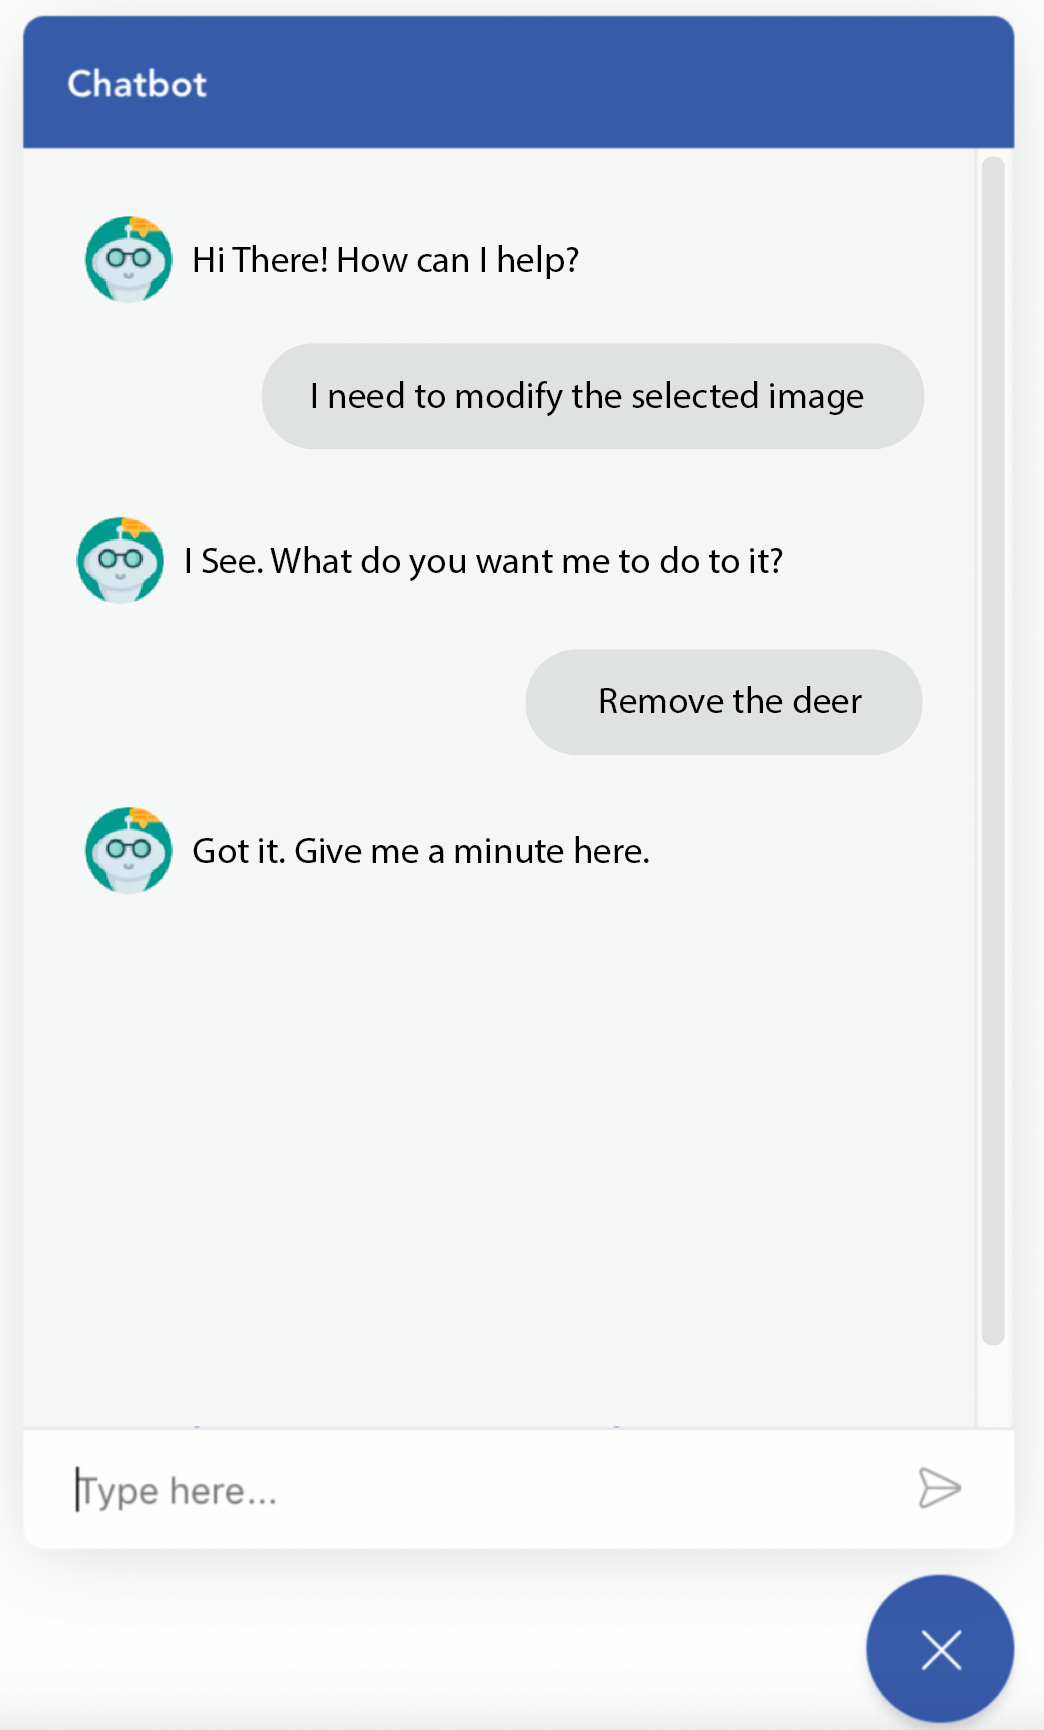 Chatbot
Hi There! How can I help?
I need to modify the selected image
I See. What do you want me to do to it?
Remove the deer
Got it. Give me a minute here.
Type here...